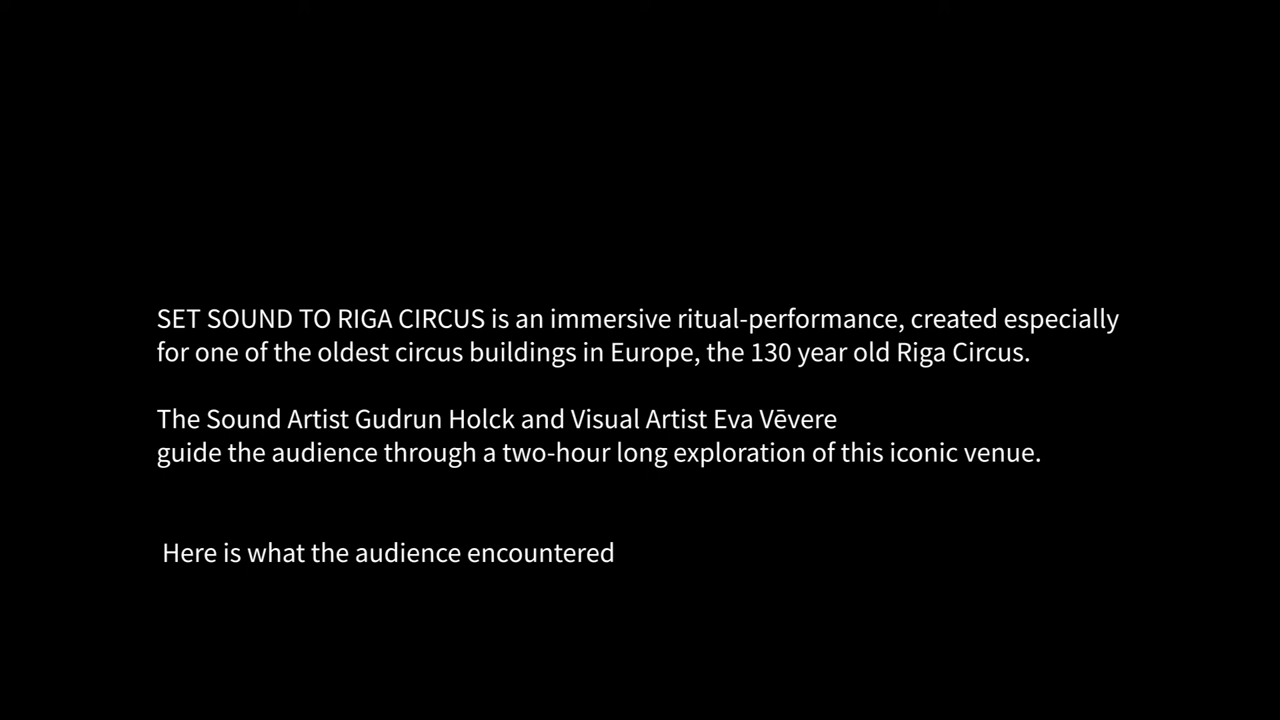 SET SOUND TO RIGA CIRCUS is an immersive ritual-performance, created especially
for one of the oldest circus buildings in Europe, the 130 year old Riga Circus.
The Sound Artist Gudrun Holck and Visual Artist Eva Vēvere
guide the audience through a two-hour long exploration of this iconic venue.
Here is what the audience encountered